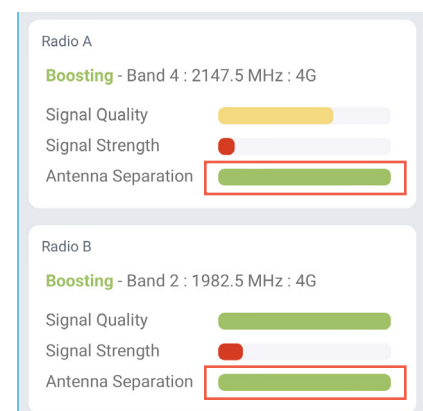 Radio A
Boosting - Band 4 : 2147.5 MHz : 4G
Signal Quality
Signal Strength
Antenna Separation
Radio B
Boosting - Band 2 : 1982.5 MHz : 4G
Signal Quality
Signal Strength
Antenna Separation